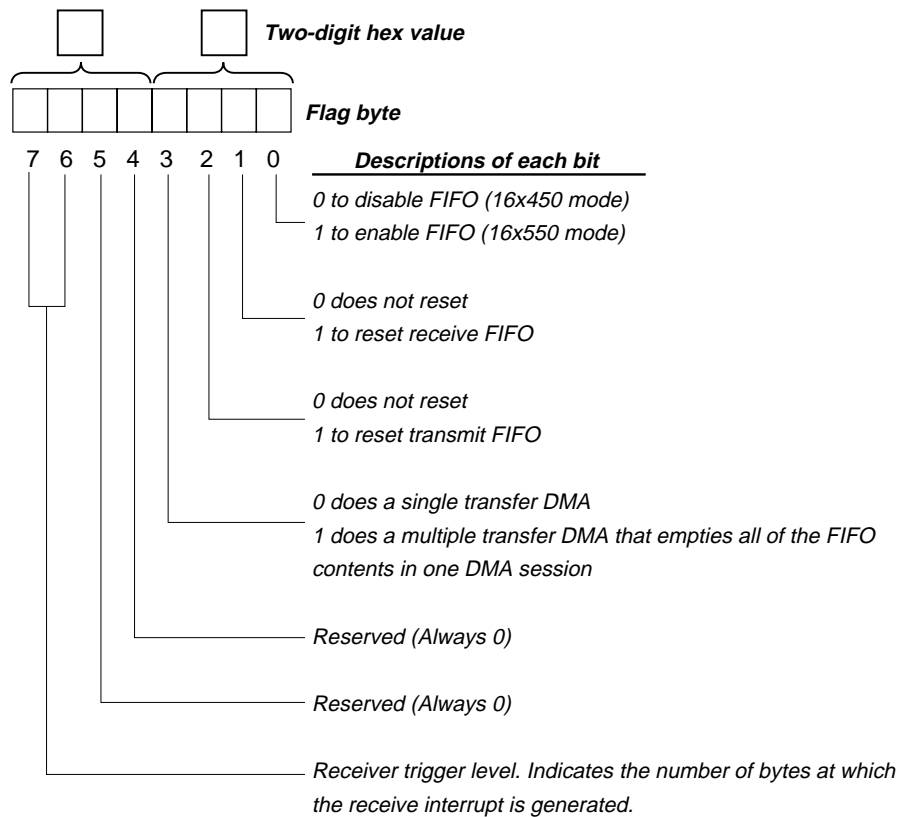 Two-digit hex value
Flag byte
7 6 5 4 3 2 1 0
Descriptions of each bit
0 to disable FIFO (16x450 mode)
1 to enable FIFO (16x550 mode)
0 does not reset
1 to reset receive FIFO
0 does not reset
1 to reset transmit FIFO
0 does a single transfer DMA
1 does a multiple transfer DMA that empties all of the FIFO
contents in one DMA session
Reserved (Always 0)
Reserved (Always 0)
Receiver trigger level. Indicates the number of bytes at which
the receive interrupt is generated.